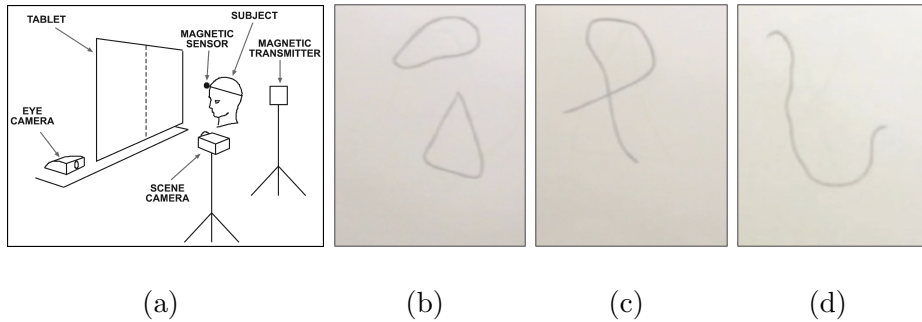 TABLET
SUBJECT
MAGNETIC
SENSOR
MAGNETIC
TRANSMITTER
EYE
CAMERA
SCENE
CAMERA
(a)
(b)
(c)
(d)